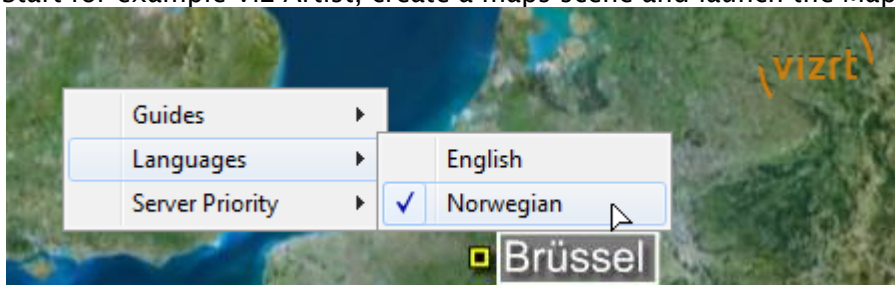 Start for example Viz Artist, create a maps scene and launch the Map
vizrt
Guides
Languages
English
Server Priority
Norwegian
Brüssel